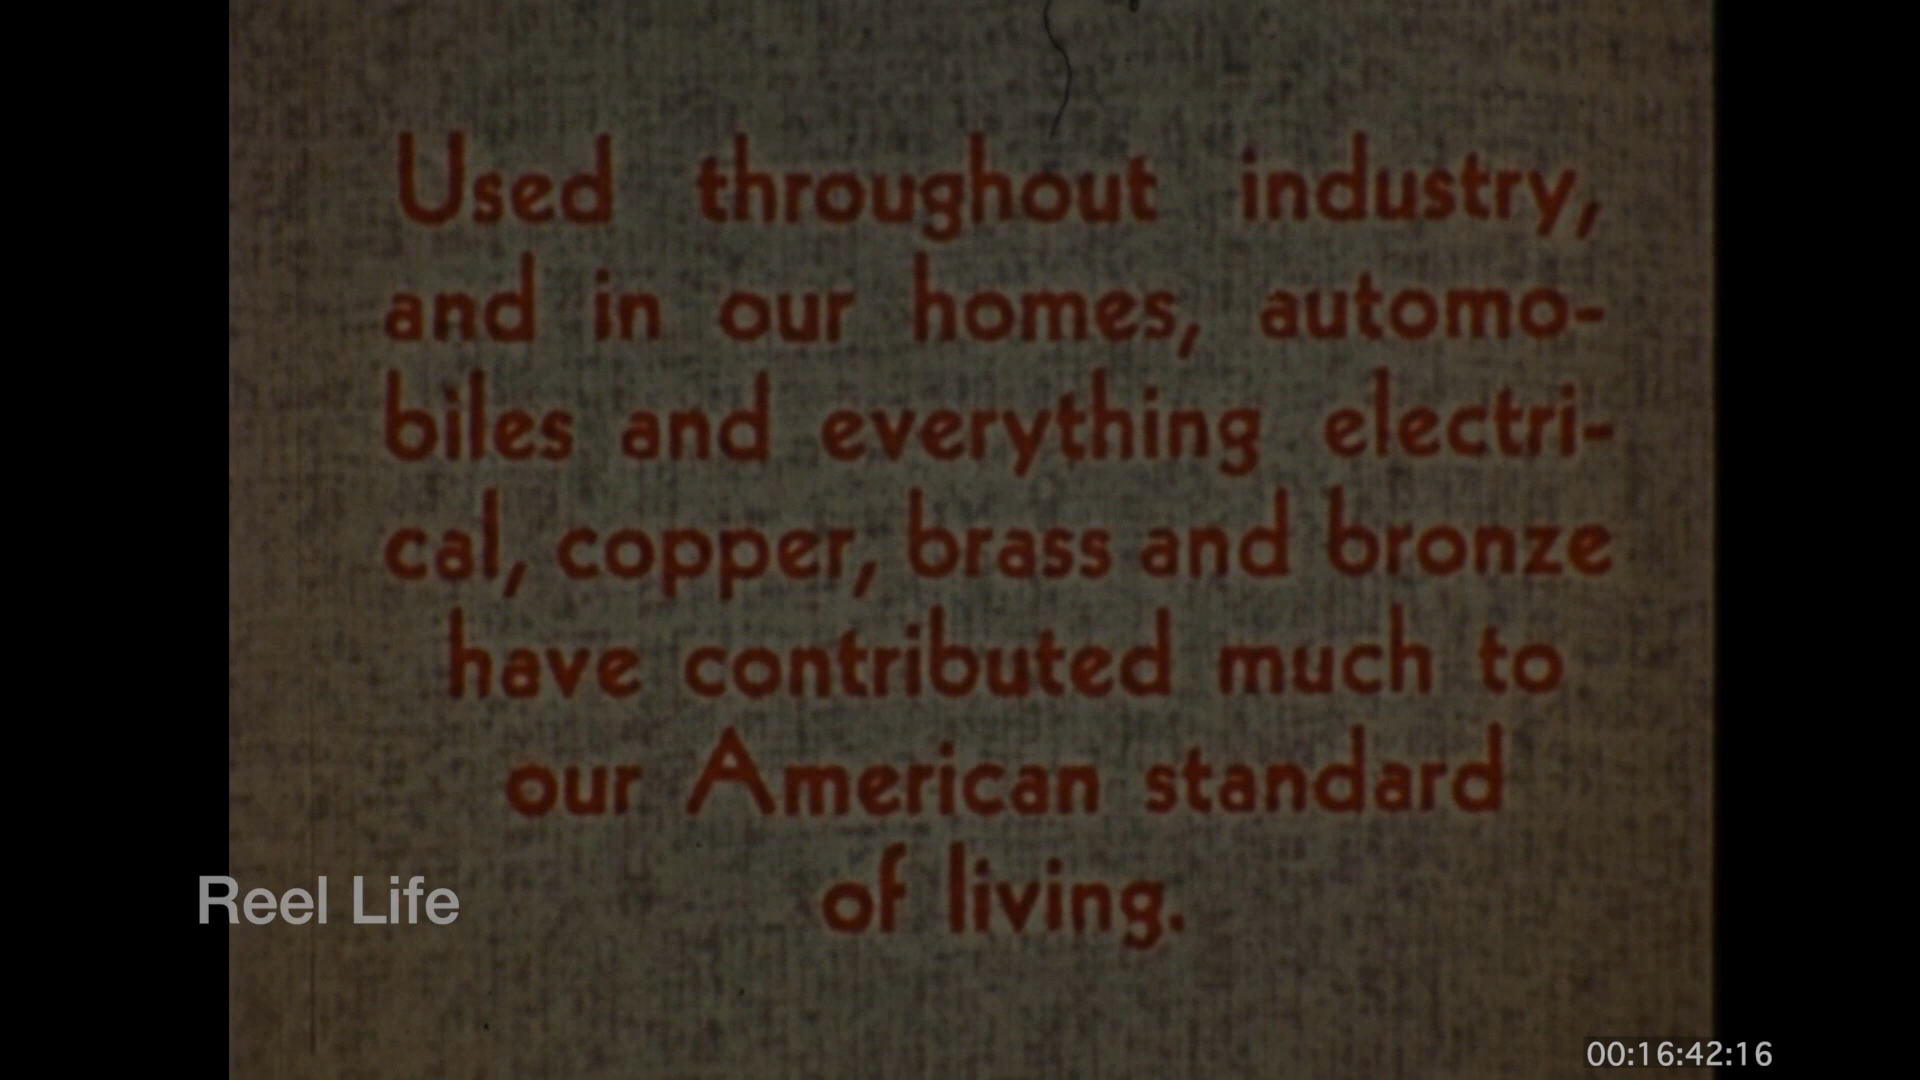 Used throughout industry,
and in our homes, automo-
biles and everything electri-
cal, copper, brass and bronze
have contributed much to
our American standard
of living.
Reel Life
00:16:42:16